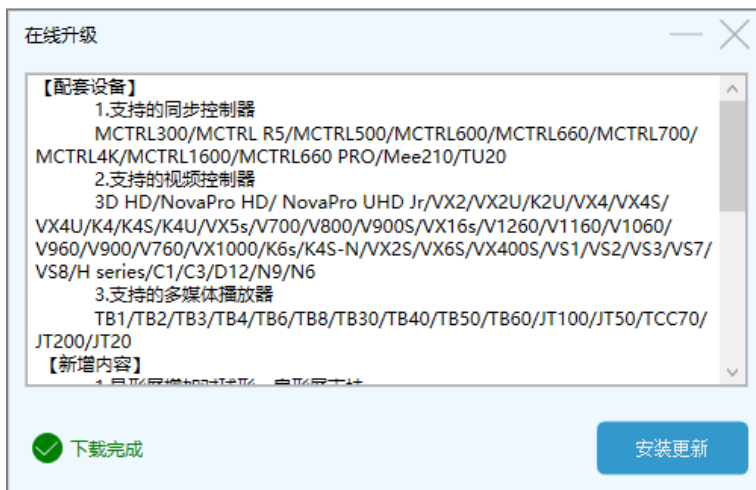 在线升级
【配套设备】
1.支持的同步控制器
MCTRL300/MCTRL R5/MCTRL500/MCTRL600/MCTRL660/MCTRL700/
MCTRL4K/MCTRL1600/MCTRL660 PRO/Mee210/TU20
2.支持的视频控制器
3D HD/NovaPro HD/ NovaPro UHD Jr/VX2/VX2U/K2U/VX4/VX4S/
VX4U/K4/K4S/K4U/VX5s/V700/V800/V900S/VX16s/V1260/V1160/V1060/
V960/V900/V760/VX1000/K6s/K4S-N/VX2S/VX6S/VX400S/VS1/VS2/VS3/VS7/
VS8/H series/C1/C3/D12/N9/N6
3.支持的多媒体播放器
TB1/TB2/TB3/TB4/TB6/TB8/TB30/TB40/TB50/TB60/JT100/JT50/TCC70/
JT200/JT20
【新增内容】
下载完成
安装更新